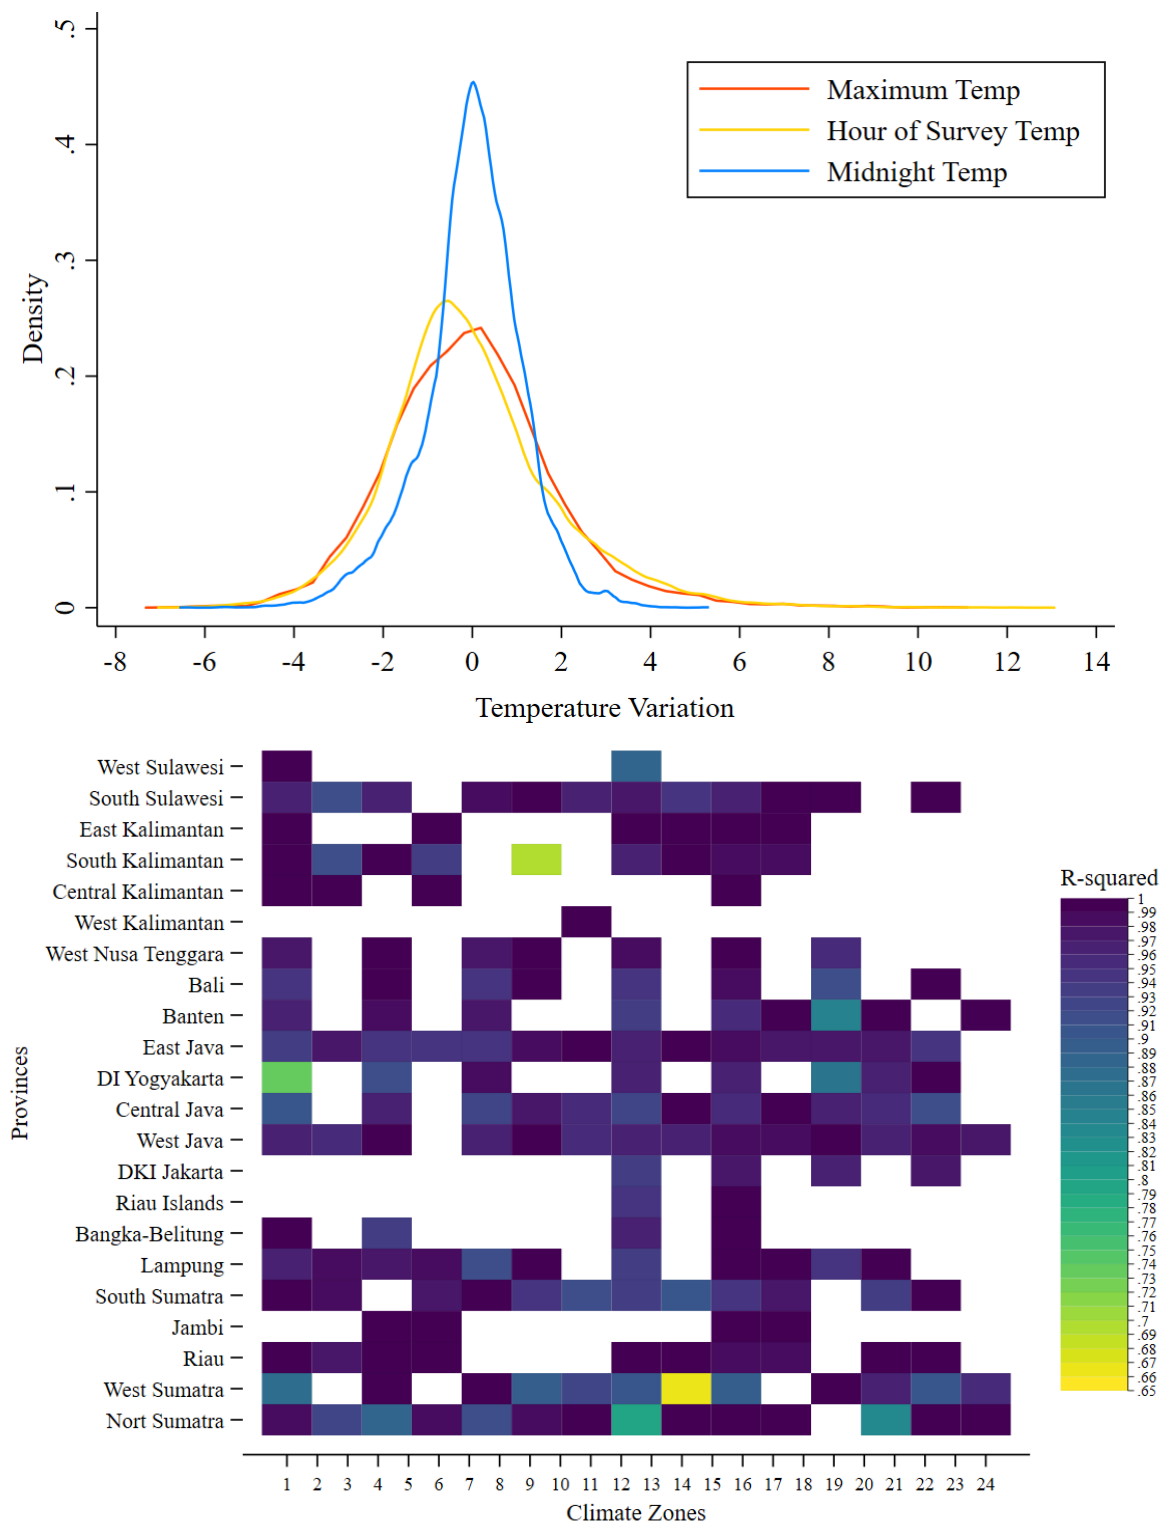 .5
.4
.3
.2
.1
0
Density
Maximum Temp
Hour of Survey Temp
Midnight Temp
-8 -6 -4 -2 0 2 4 6 8 10 12 14
Temperature Variation
West Sulawesi
South Sulawesi
East Kalimantan
South Kalimantan
Central Kalimantan
West Kalimantan
West Nusa Tenggara
Bali
Banten
East Java
DI Yogyakarta
Central Java
West Java
DKI Jakarta
Riau Islands
Bangka-Belitung
Lampung
South Sumatra
Jambi
Riau
West Sumatra
Nort Sumatra
Provinces
1 2 3 4 5 6 7 8 9 10 11 12 13 14 15 16 17 19 20 21 22 23 24
Climate Zones
R-squared
1
.99
.98
.97
.96
.95
.94
.93
.92
.91
.9
.89
.88
.87
.86
.85
.84
.83
.82
.81
.8
.79
.78
.77
.76
.75
.74
.73
.72
.71
.7
.69
.68
.67
.66
.65